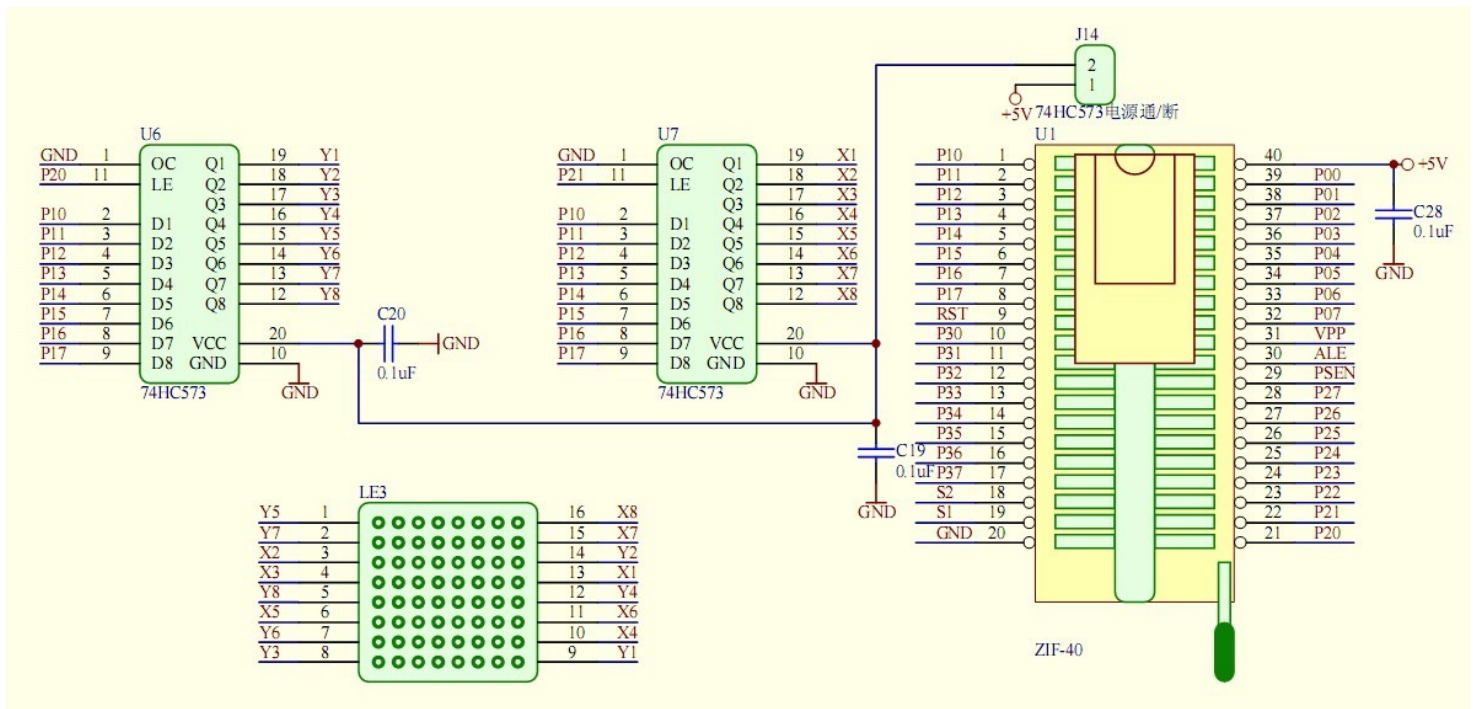 J14
2
1
+5V
74HC573电源通/断
U6
GND 1 OC Q1 19 Y1
P20 11 LE Q2 18 Y2
Q3 17 Y3
P10 2 D1 Q4 16 Y4
P11 3 D2 Q5 15 Y5
P12 4 D3 Q6 14 Y6
P13 5 D4 Q7 13 Y7
P14 6 D5 Q8 12 Y8
P15 7 D6
P16 8 D7 VCC 20
P17 9 D8 GND 10
74HC573
GND
C20
0.1uF
GND
U7
GND 1 OC Q1 19 X1
P21 11 LE Q2 18 X2
Q3 17 X3
P10 2 D1 Q4 16 X4
P11 3 D2 Q5 15 X5
P12 4 D3 Q6 14 X6
P13 5 D4 Q7 13 X7
P14 6 D5 Q8 12 X8
P15 7 D6
P16 8 D7 VCC 20
P17 9 D8 GND 10
74HC573
GND
C19
0.1uF
GND
U1
P10 1 40 +5V
P11 2 39 P00
P12 3 38 P01
P13 4 37 P02
P14 5 36 P03
P15 6 35 P04
P16 7 34 P05
P17 8 33 P06
RST 9 32 P07
P30 10 31 VPP
P31 11 30 ALE
P32 12 29 PSEN
P33 13 28 P27
P34 14 27 P26
P35 15 26 P25
P36 16 25 P24
P37 17 24 P23
S2 18 23 P22
S1 19 22 P21
GND 20 21 P20
ZIF-40
C28
0.1uF
GND
LE3
Y5 1 16 X8
Y7 2 15 X7
X2 3 14 Y2
X3 4 13 X1
Y8 5 12 Y4
X5 6 11 X6
Y6 7 10 X4
Y3 8 9 Y1